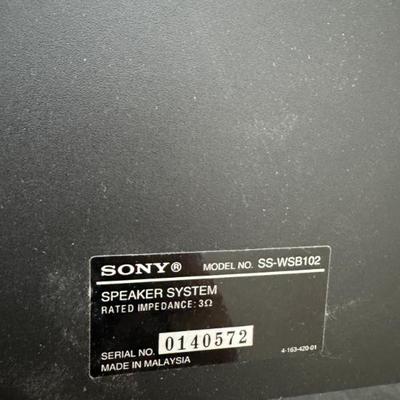 SONY® MODEL NO. SS-WSB102
SPEAKER SYSTEM
RATED IMPEDANCE: 3Ω
SERIAL NO. 0140572
MADE IN MALAYSIA 4-163-420-01